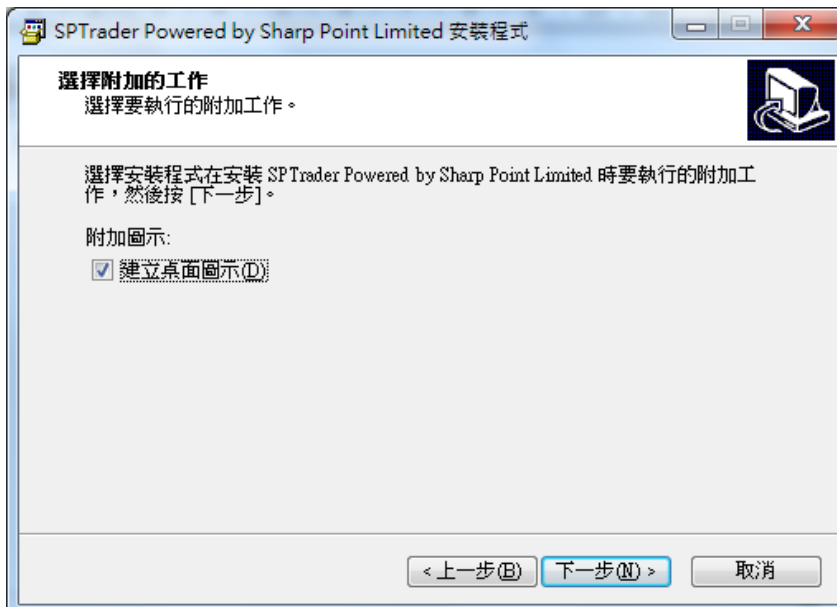 SPTrader Powered by Sharp Point Limited 安裝程式
選擇附加的工作
選擇要執行的附加工作。
選擇安裝程式在安裝 SPTrader Powered by Sharp Point Limited 時要執行的附加工
作，然後按 [下一步]。
附加圖示:
建立桌面圖示(D)
< 上一步(B) 下一步(N) > 取消